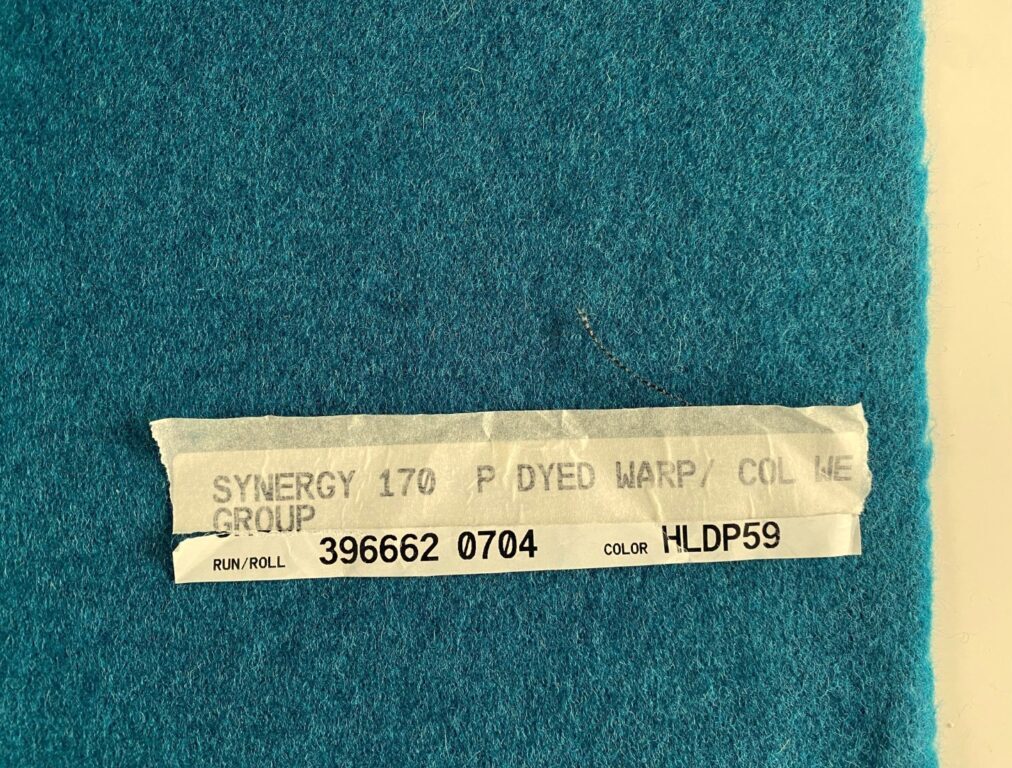 SYNERGY 170 P DYED WARP/ COL WE
GROUP
RUN/ROLL 396662 0704 COLOR HLDP59